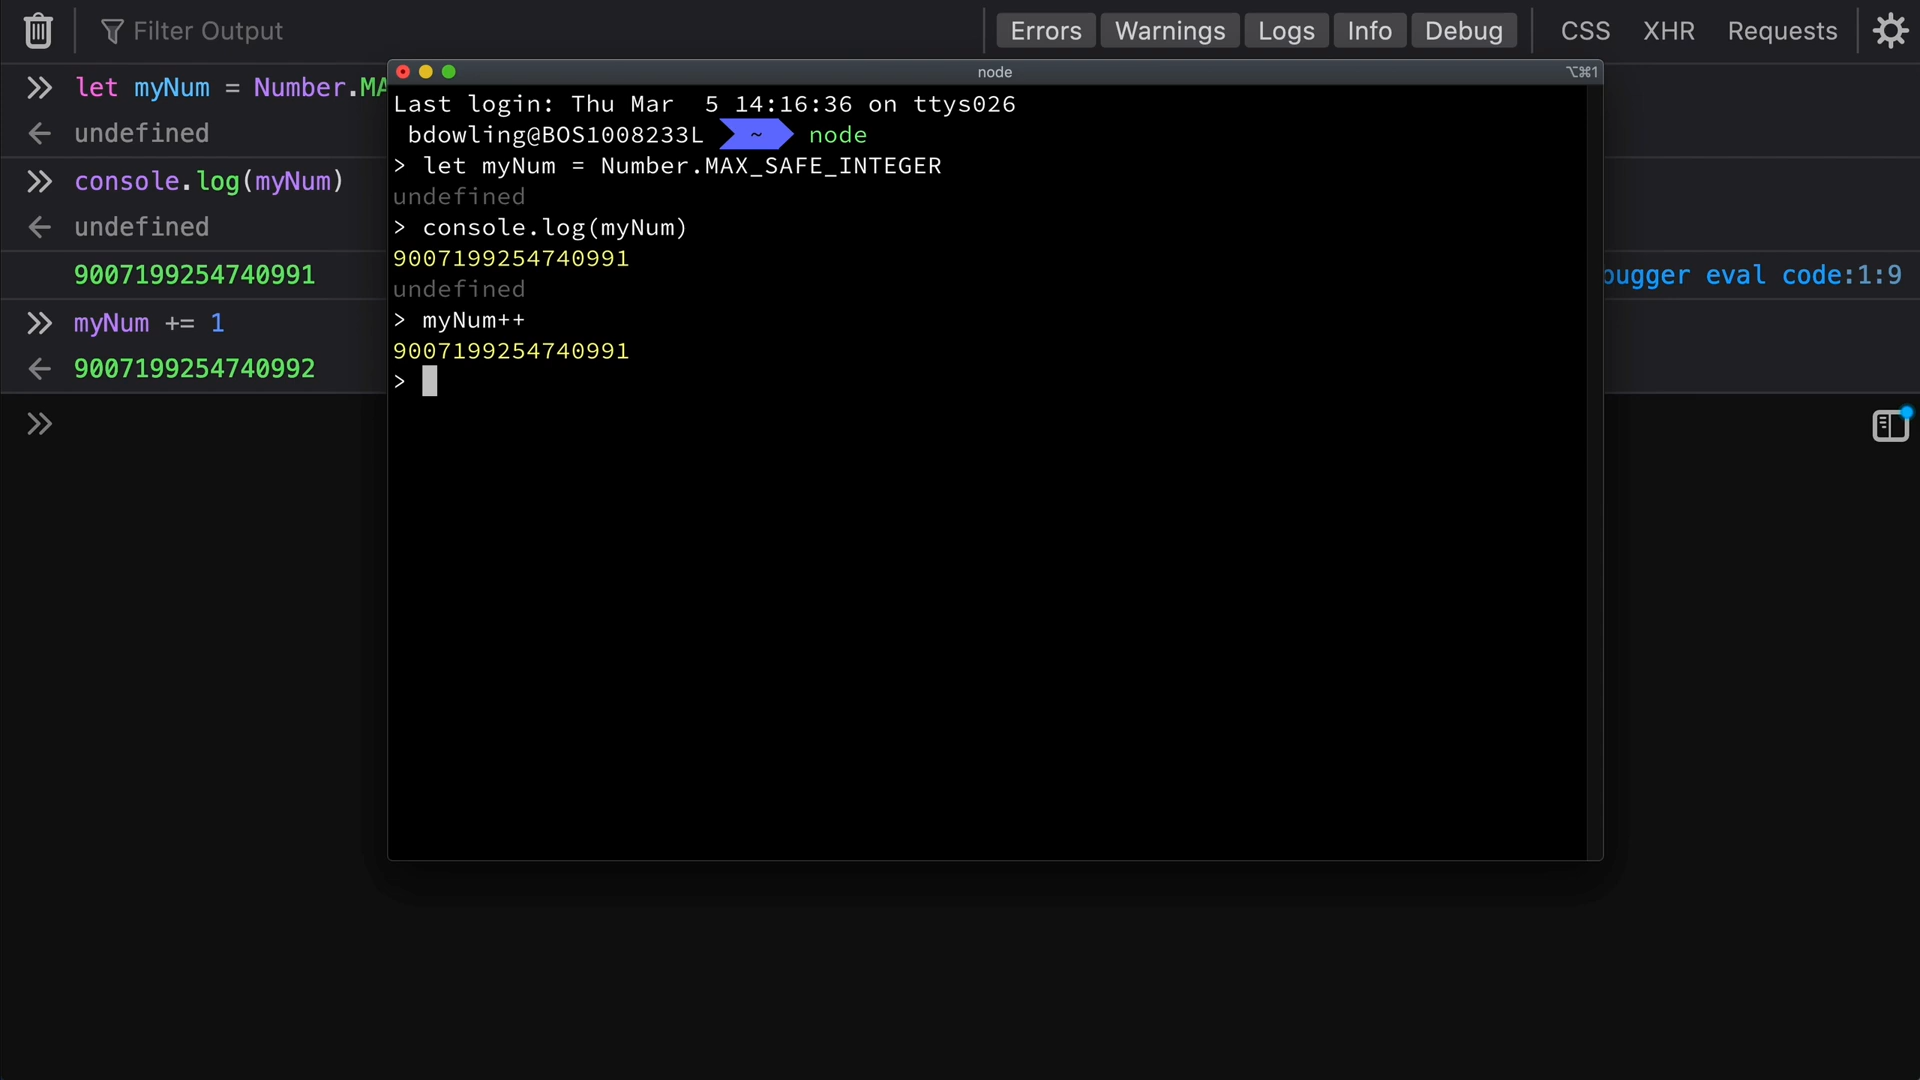 Filter Output
Errors Warnings Logs Info Debug CSS XHR Requests
let myNum = Number.MA
undefined
console.log(myNum)
undefined
9007199254740991
bugger eval code:1:9
myNum += 1
9007199254740992
node
⌥⌘1
Last login: Thu Mar  5 14:16:36 on ttys026
bdowling@BOS1008233L ~ node
> let myNum = Number.MAX_SAFE_INTEGER
undefined
> console.log(myNum)
9007199254740991
undefined
> myNum++
9007199254740991
>